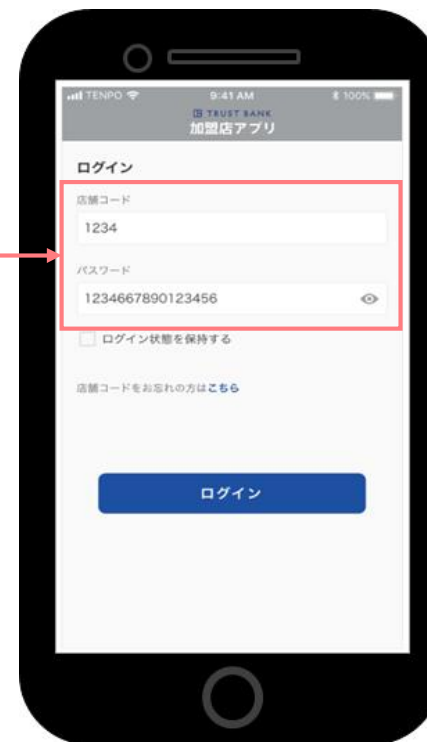 TENPO 9:41 AM 100%
TRUST BANK
加盟店アプリ
ログイン
店舗コード
1234
パスワード
1234667890123456
ログイン状態を保持する
店舗コードをお忘れの方はこちら
ログイン